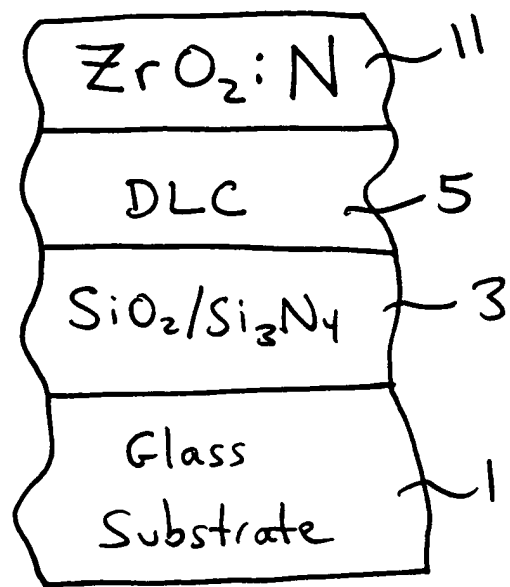 ZrO₂:N 11
DLC 5
SiO₂/Si₃N₄ 3
Glass 1
Substrate